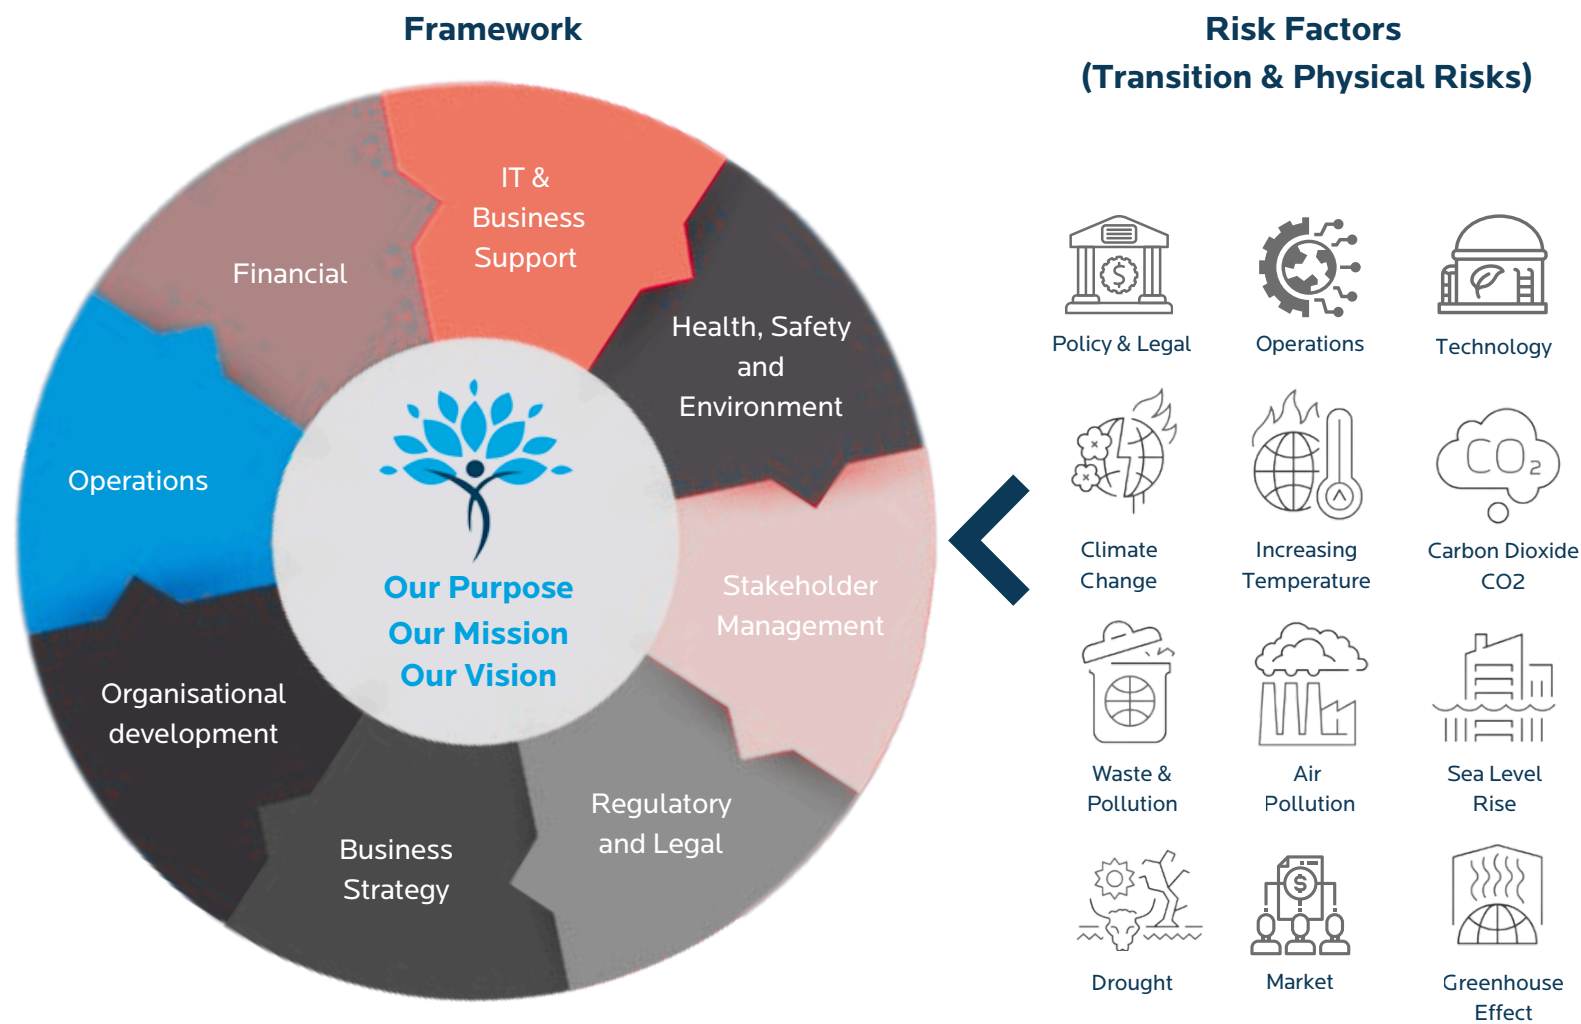 Framework
IT &
Business
Support
Financial
Health, Safety
and
Environment
Operations
Our Purpose
Our Mission
Our Vision
Stakeholder
Management
Organisational
development
Regulatory
and Legal
Business
Strategy
Risk Factors
(Transition & Physical Risks)
Policy & Legal
Operations
Technology
CO2
Climate
Change
Increasing
Temperature
Carbon Dioxide
CO2
Waste &
Pollution
Air
Pollution
Sea Level
Rise
Drought
Market
Greenhouse
Effect